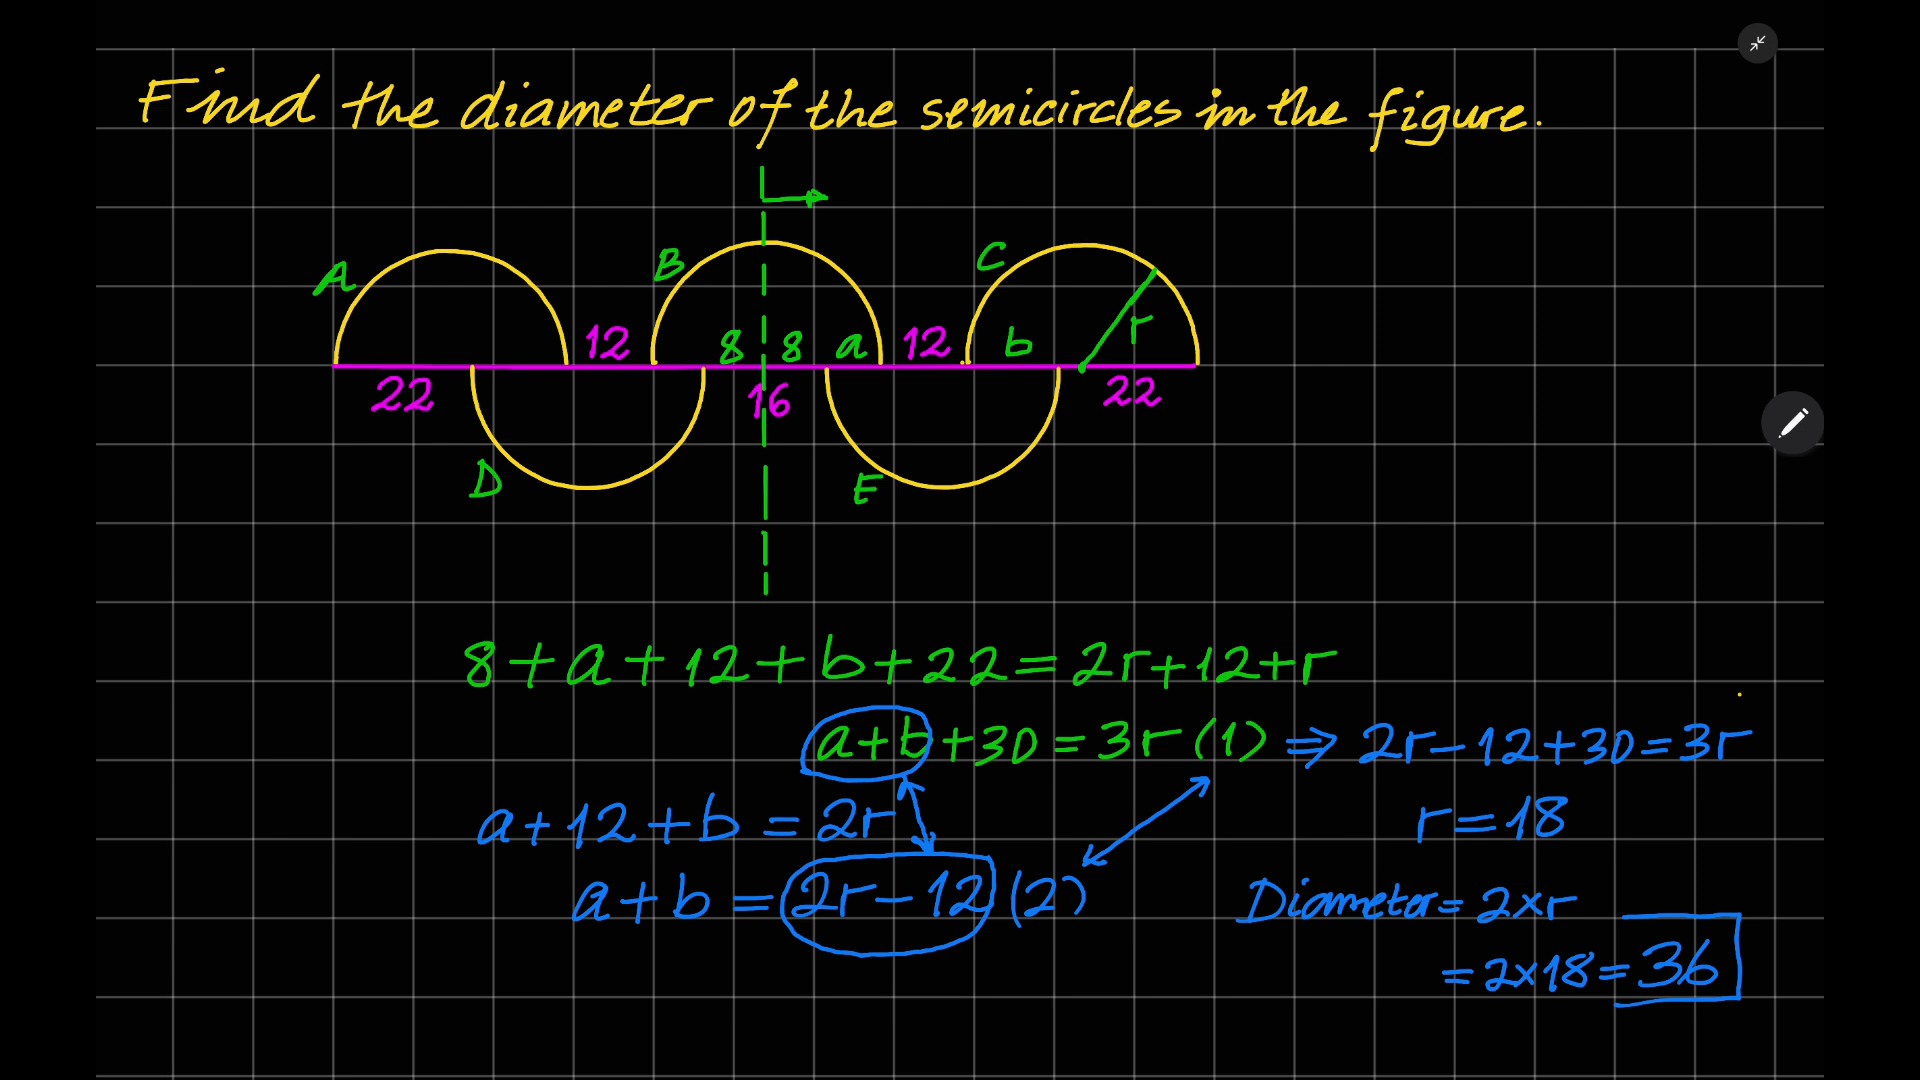 Find the diameter of the semicircles in the figure.
A B C
12 8 8 a 12 b r
22 16 22
D E
8+a+12+b+22=2r+12+r
a+b+30=3r (1) ⇒ 2r-12+30=3r
a+12+b=2r r=18
a+b=2r-12 (2) Diameter=2×r
=2×18=36